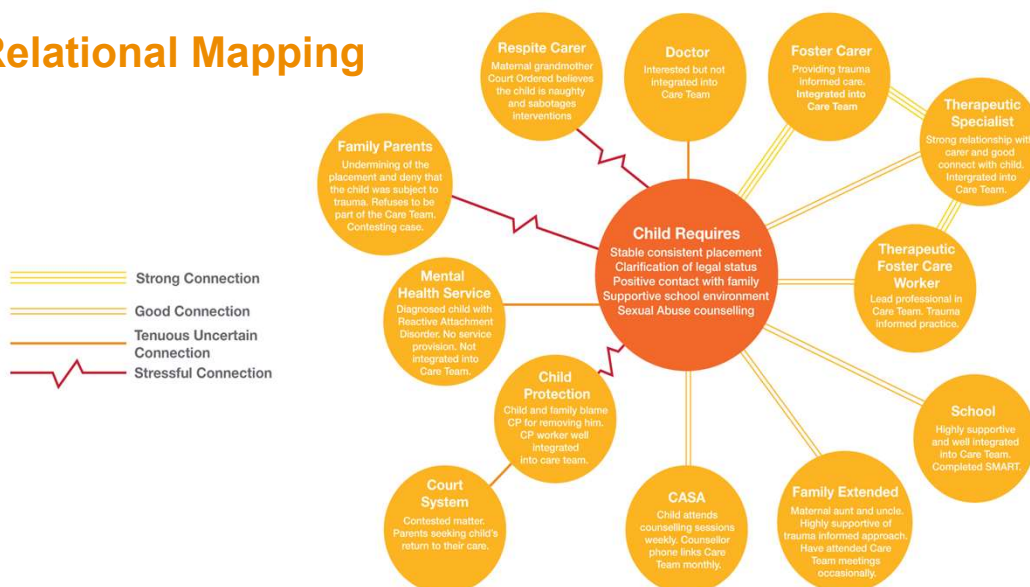 Relational Mapping
Respite Carer
Maternal grandmother
Court Ordered believes
the child is naughty
and sabotages
interventions
Doctor
Interested but not
integrated into
Care Team
Foster Carer
Providing trauma
informed care.
Integrated into
Care Team
Therapeutic
Specialist
Strong relationship with
carer and good
connect with child.
Intergrated into
Care Team.
Family Parents
Undermining of the
placement and deny that
the child was subject to
trauma. Refuses to be
part of the Care Team.
Contesting case.
Child Requires
Stable consistent placement
Clarification of legal status
Positive contact with family
Supportive school environment
Sexual Abuse counselling
Therapeutic
Foster Care
Worker
Lead professional in
Care Team. Trauma
informed practice.
Strong Connection
Good Connection
Tenuous Uncertain
Connection
Stressful Connection
Mental
Health Service
Diagnosed child with
Reactive Attachment
Disorder. No service
provision. Not
integrated into
Care Team.
Child
Protection
Child and family blame
CP for removing him.
CP worker well
integrated
into care team.
School
Highly supportive
and well integrated
into Care Team.
Completed SMART.
Court
System
Contested matter.
Parents seeking child's
return to their care.
CASA
Child attends
counselling sessions
weekly. Counsellor
phone links Care
Team monthly.
Family Extended
Maternal aunt and uncle.
Highly supportive of
trauma informed approach.
Have attended Care
Team meetings
occasionally.